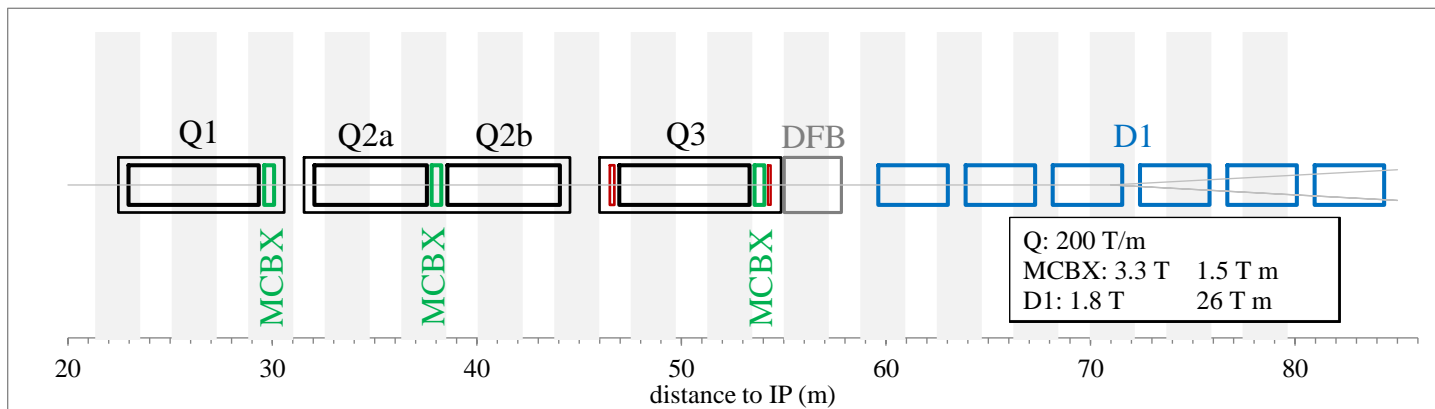 Q1
Q2a
Q2b
Q3
DFB
D1
MCBX
MCBX
MCBX
Q: 200 T/m
MCBX: 3.3 T 1.5 T m
D1: 1.8 T 26 T m
20 30 40 50 60 70 80
distance to IP (m)